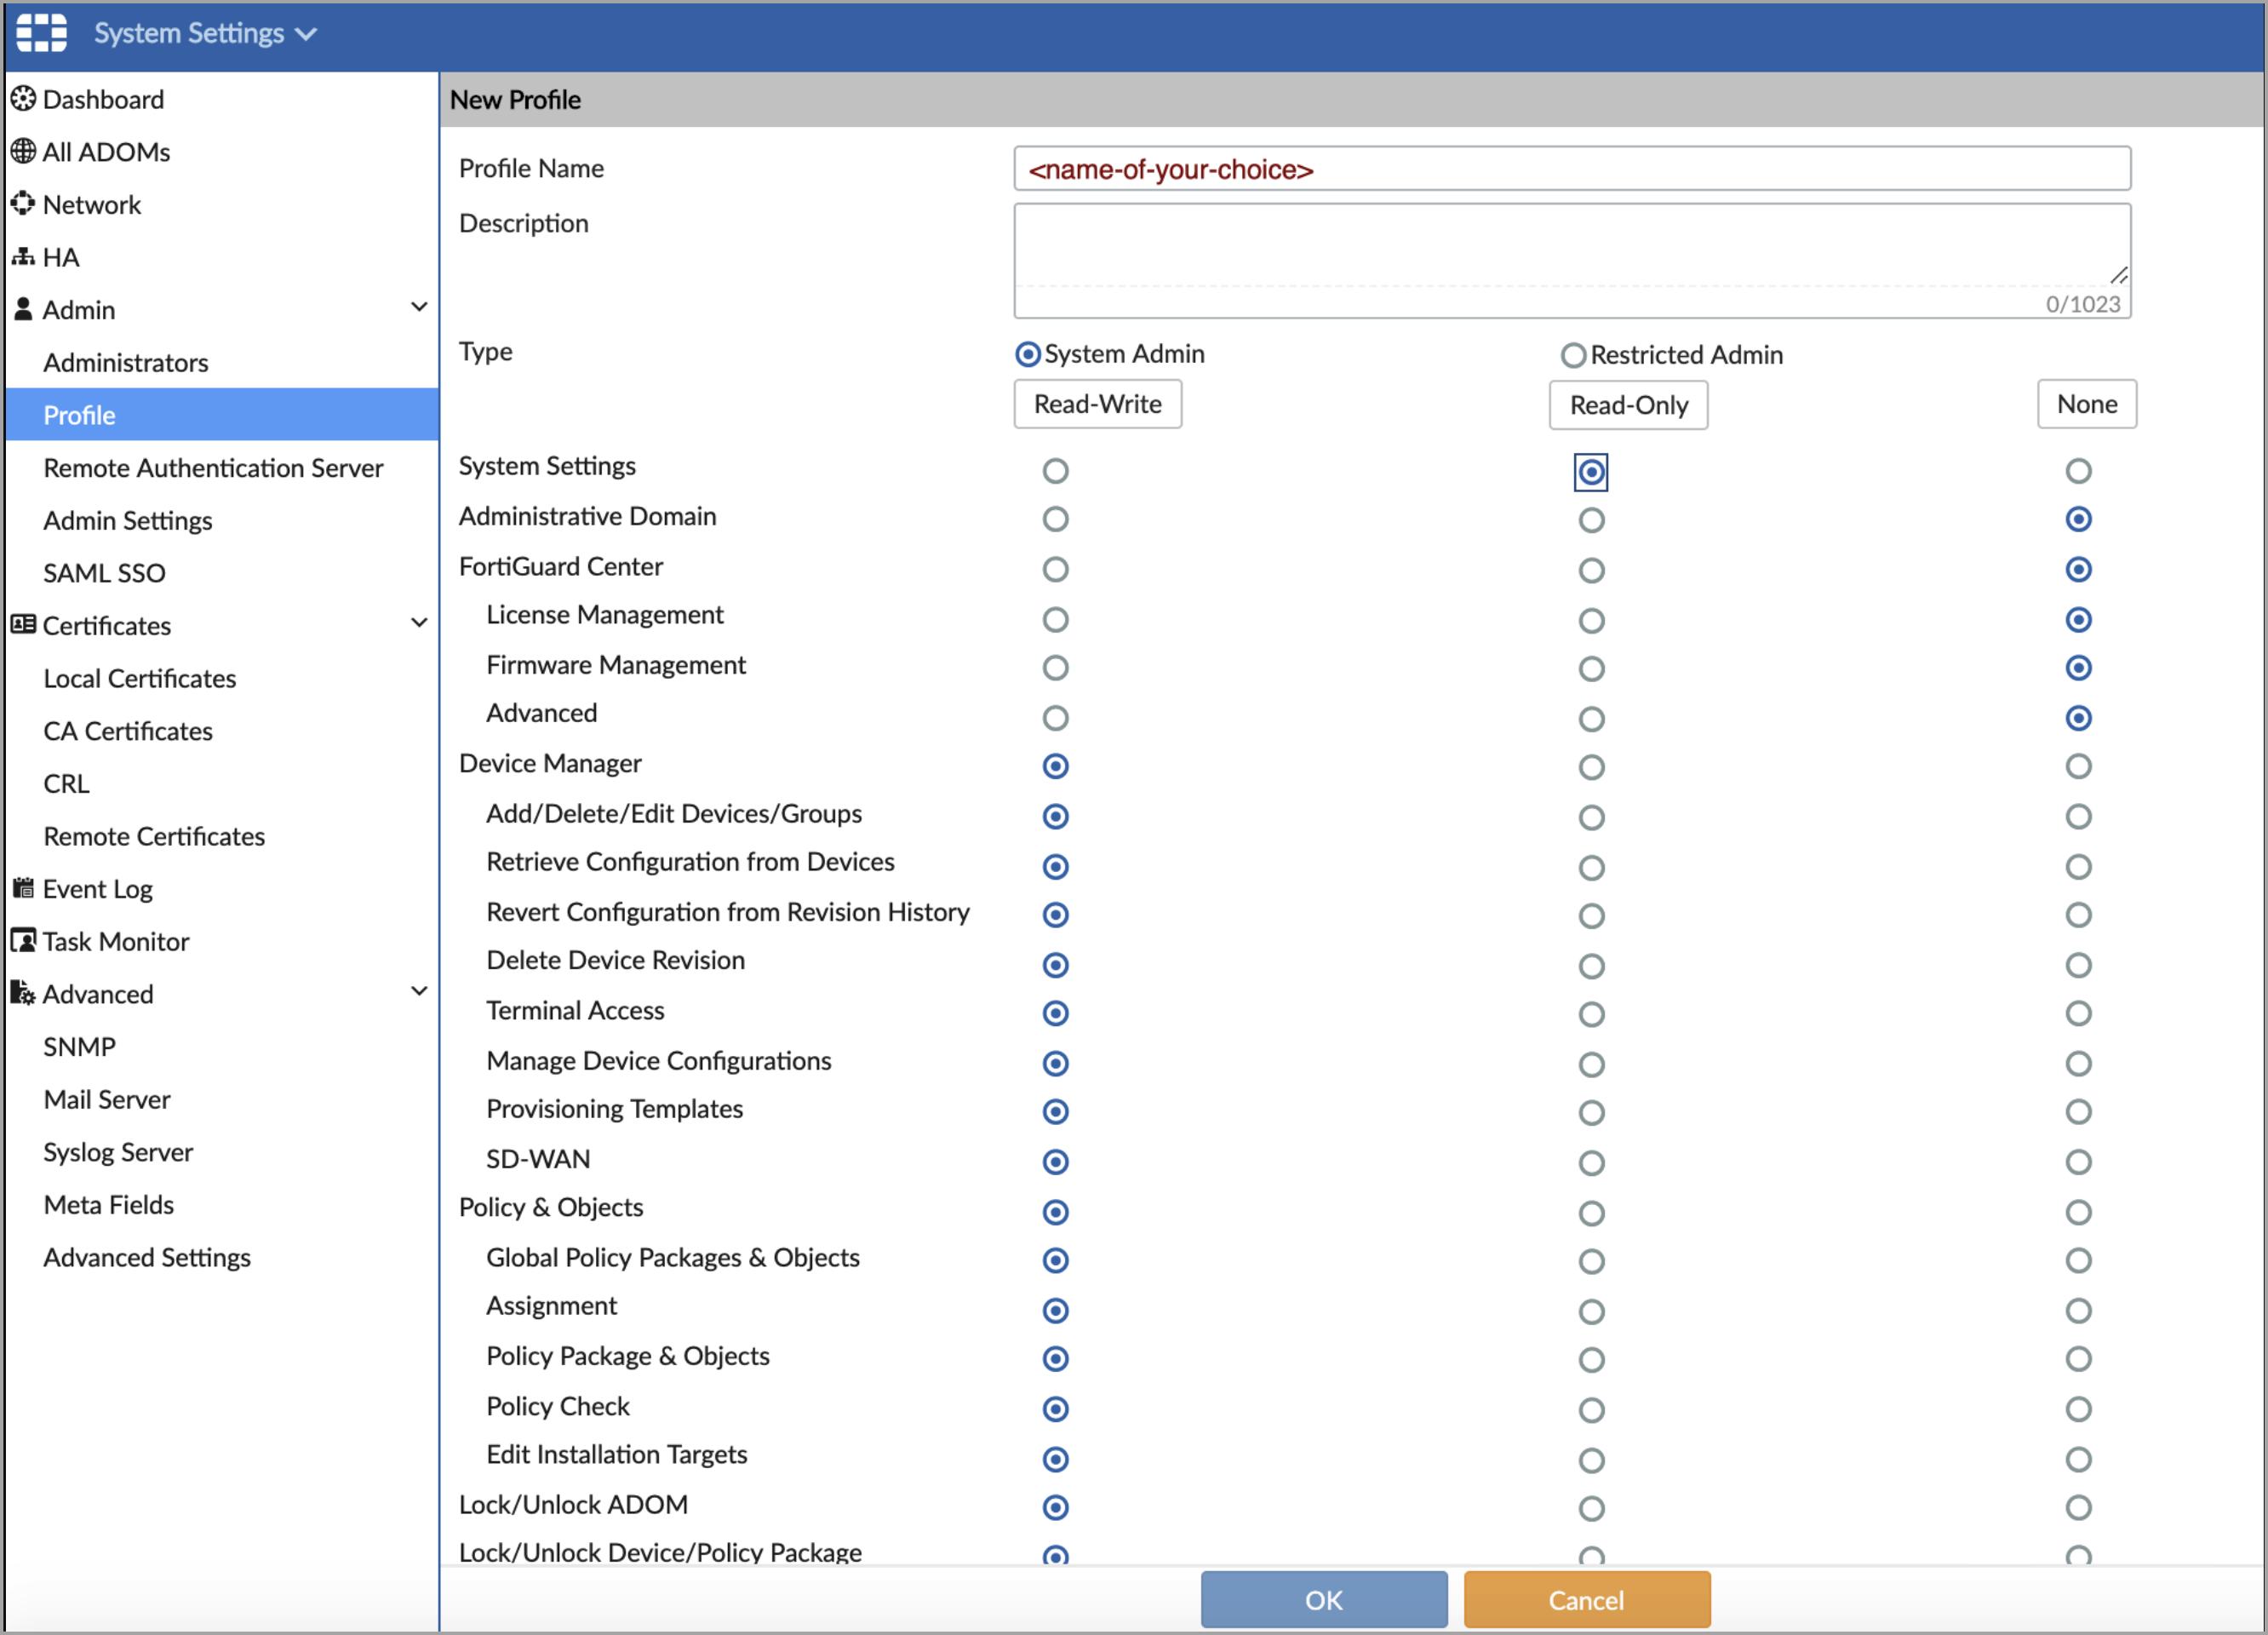 System Settings
Dashboard
All ADOMs
Network
HA
Admin
Administrators
Profile
Remote Authentication Server
Admin Settings
SAML SSO
Certificates
Local Certificates
CA Certificates
CRL
Remote Certificates
Event Log
Task Monitor
Advanced
SNMP
Mail Server
Syslog Server
Meta Fields
Advanced Settings
New Profile
Profile Name <name-of-your-choice>
Description
0/1023
Type System Admin Restricted Admin
Read-Write Read-Only None
System Settings
Administrative Domain
FortiGuard Center
License Management
Firmware Management
Advanced
Device Manager
Add/Delete/Edit Devices/Groups
Retrieve Configuration from Devices
Revert Configuration from Revision History
Delete Device Revision
Terminal Access
Manage Device Configurations
Provisioning Templates
SD-WAN
Policy & Objects
Global Policy Packages & Objects
Assignment
Policy Package & Objects
Policy Check
Edit Installation Targets
Lock/Unlock ADOM
Lock/Unlock Device/Policy Package
OK Cancel